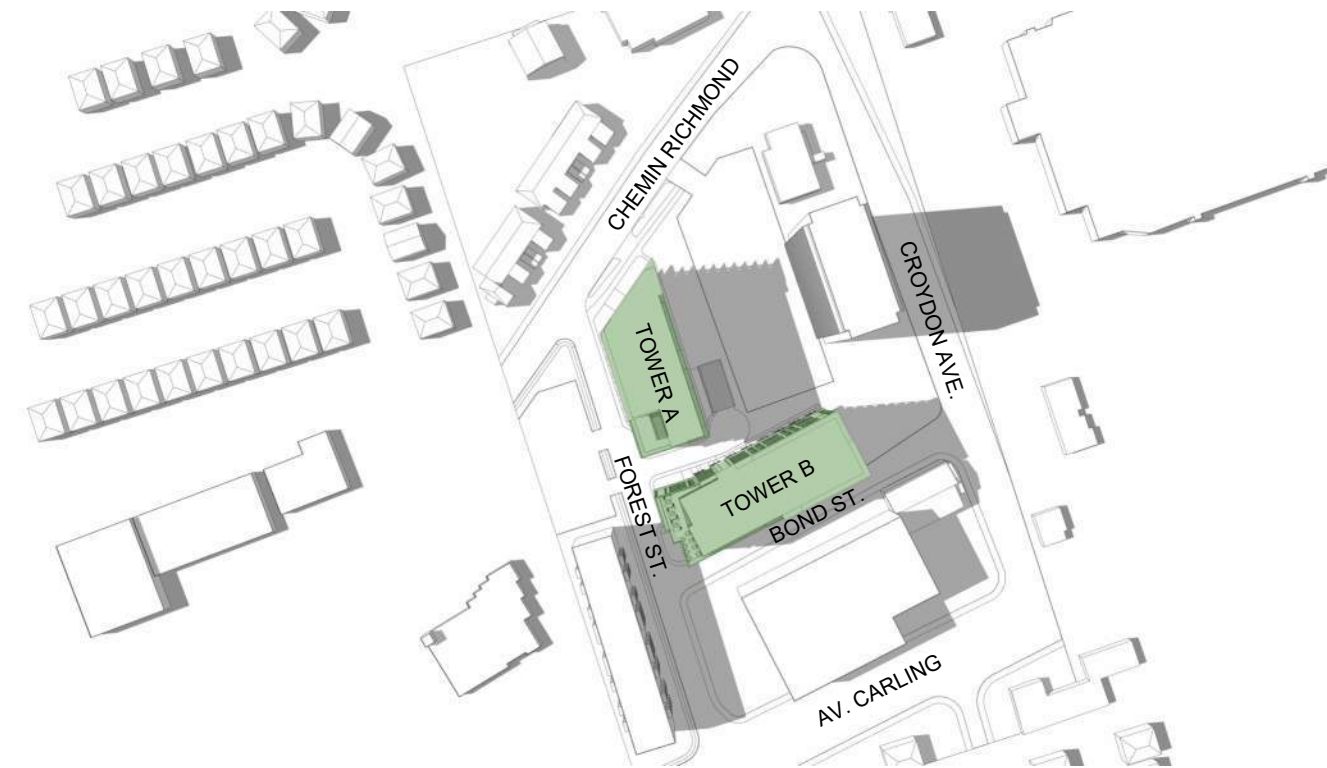 CHEMIN RICHMOND
CROYDON AVE.
TOWER A
FOREST ST.
TOWER B
BOND ST.
AV. CARLING